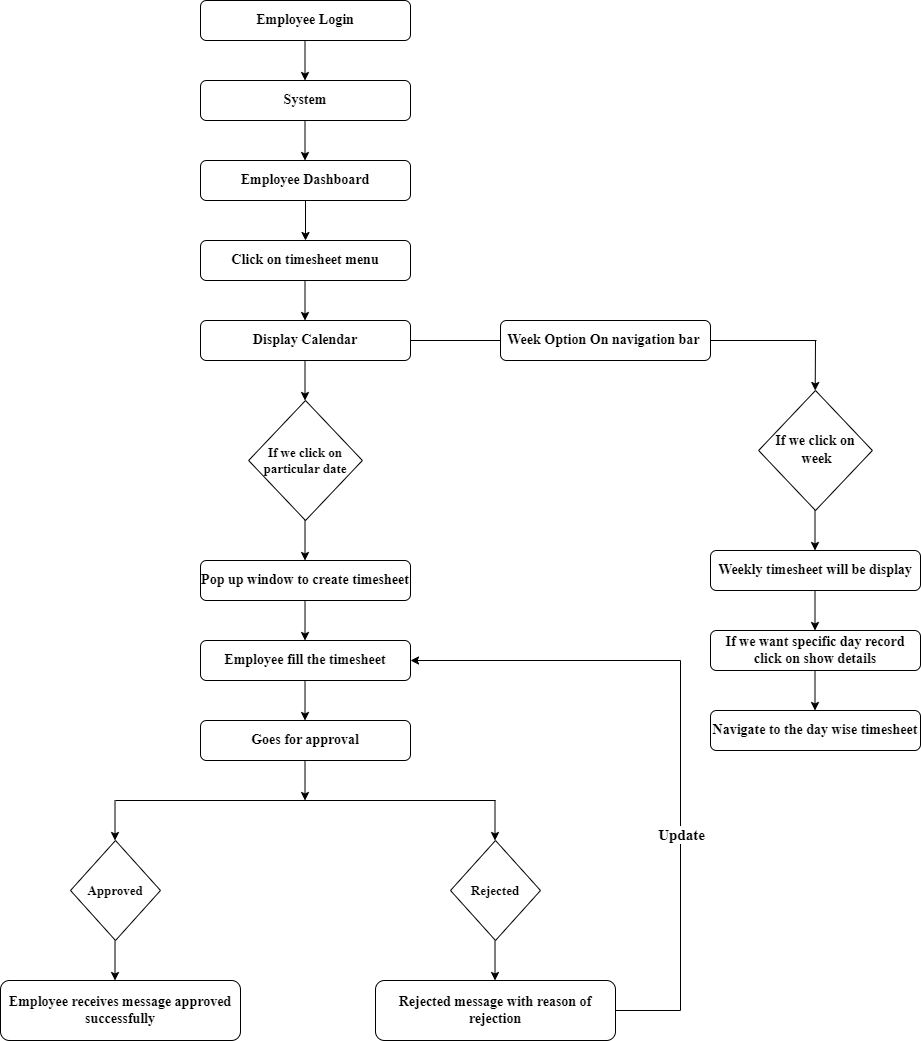 Employee Login
System
Employee Dashboard
Click on timesheet menu
Display Calendar
Week Option On navigation bar
If we click on
particular date
If we click on
week
Pop up window to create timesheet
Weekly timesheet will be display
Employee fill the timesheet
If we want specific day record
click on show details
Goes for approval
Navigate to the day wise timesheet
Update
Approved
Rejected
Employee receives message approved
successfully
Rejected message with reason of
rejection